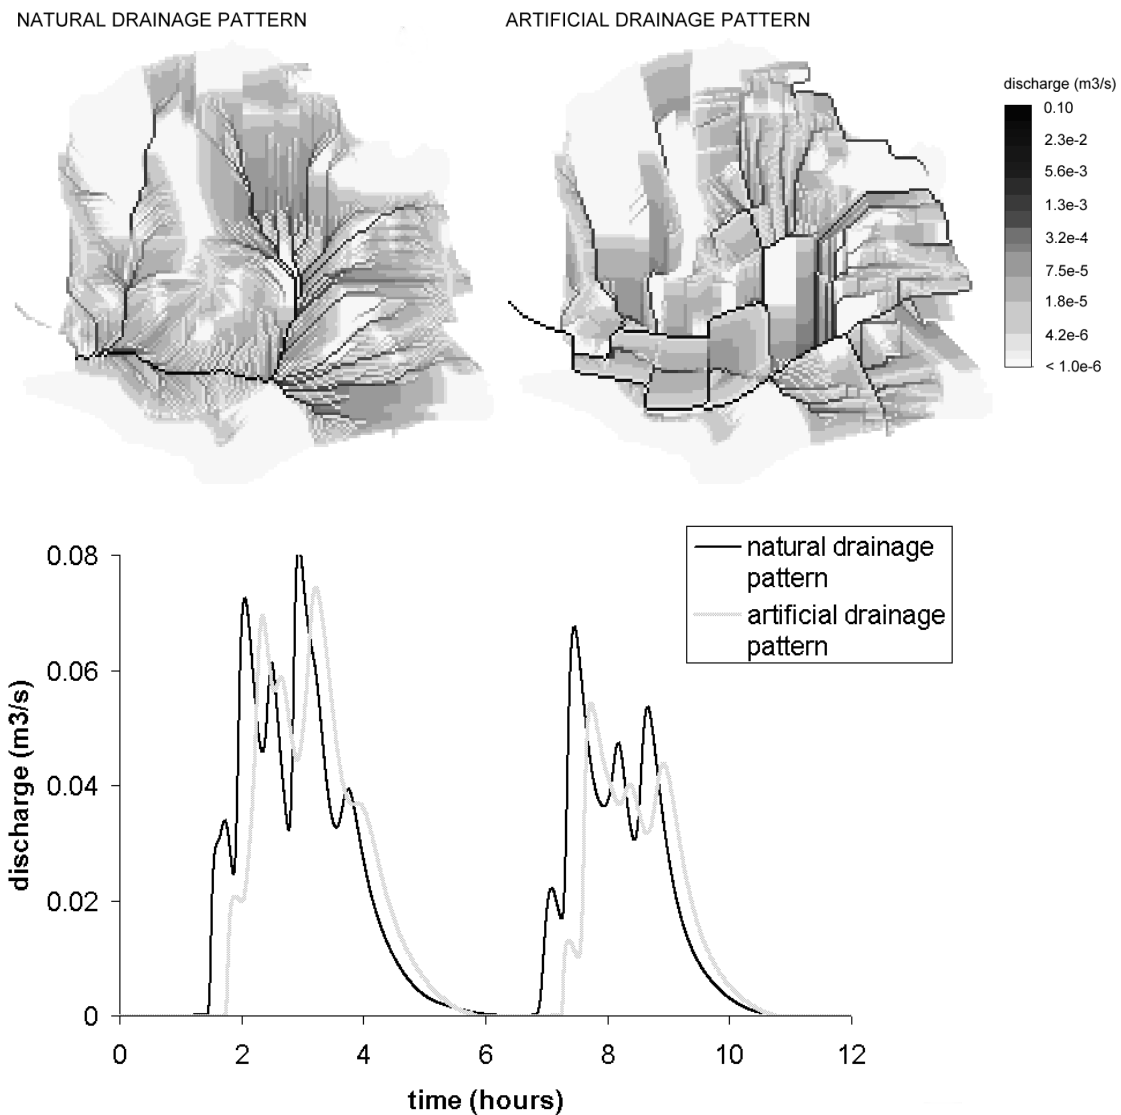 NATURAL DRAINAGE PATTERN
ARTIFICIAL DRAINAGE PATTERN
discharge (m3/s)
0.10
2.3e-2
5.6e-3
1.3e-3
3.2e-4
7.5e-5
1.8e-5
4.2e-6
< 1.0e-6
natural drainage
pattern
artificial drainage
pattern
0.08
0.06
0.04
0.02
0
discharge (m3/s)
0 2 4 6 8 10 12
time (hours)